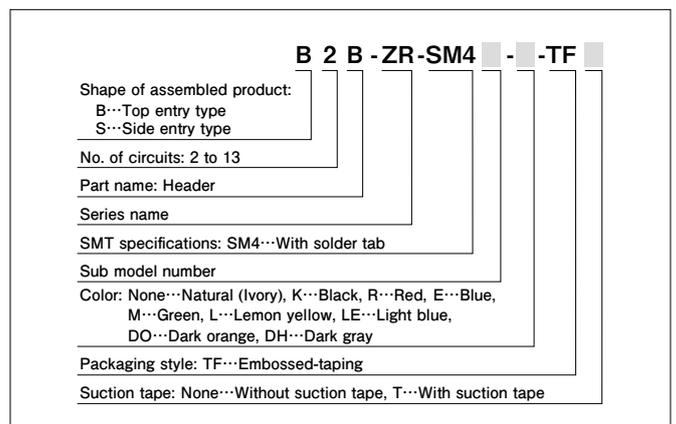 B 2 B - ZR - SM4 - - TF
Shape of assembled product:
B···Top entry type
S···Side entry type
No. of circuits: 2 to 13
Part name: Header
Series name
SMT specifications: SM4···With solder tab
Sub model number
Color: None···Natural (Ivory), K···Black, R···Red, E···Blue,
M···Green, L···Lemon yellow, LE···Light blue,
DO···Dark orange, DH···Dark gray
Packaging style: TF···Embossed-taping
Suction tape: None···Without suction tape, T···With suction tape